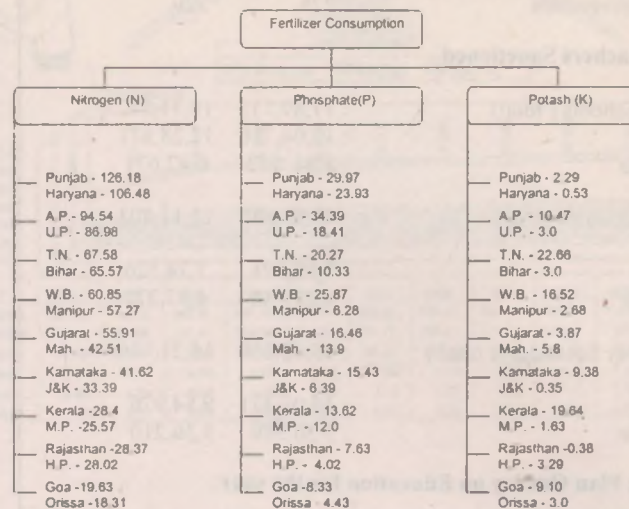 Fertilizer Consumption
Nitrogen (N)
Punjab - 126.18
Haryana - 106.48
A.P. - 94.54
U.P. - 86.98
T.N. - 67.58
Bihar - 65.57
W.B. - 60.85
Manipur - 57.27
Gujarat - 55.91
Mah. - 42.51
Karnataka - 41.62
J&K - 33.39
Kerala -28.4
M.P. -25.57
Rajasthan -28.37
H.P. - 28.02
Goa -19.63
Orissa -18.31
Phosphate(P)
Punjab - 29.97
Haryana - 23.93
A.P. - 34.39
U.P. - 18.41
T.N. - 20.27
Bihar - 10.33
W.B. - 25.87
Manipur - 6.28
Gujarat - 16.46
Mah. - 13.9
Karnataka - 15.43
J&K - 6.39
Kerala - 13.62
M.P. - 12.0
Rajasthan - 7.63
H.P. - 4.02
Goa -8.33
Orissa - 4.43
Potash (K)
Punjab - 2.29
Haryana - 0.53
A.P. - 10.47
U.P. - 3.0
T.N. - 22.66
Bihar - 3.0
W.B. - 16.52
Manipur - 2.68
Gujarat - 3.87
Mah. - 5.8
Karnataka - 9.38
J&K - 0.35
Kerala - 19.64
M.P. - 1.63
Rajasthan -0.38
H.P. - 3.29
Goa - 9.10
Orissa - 3.0